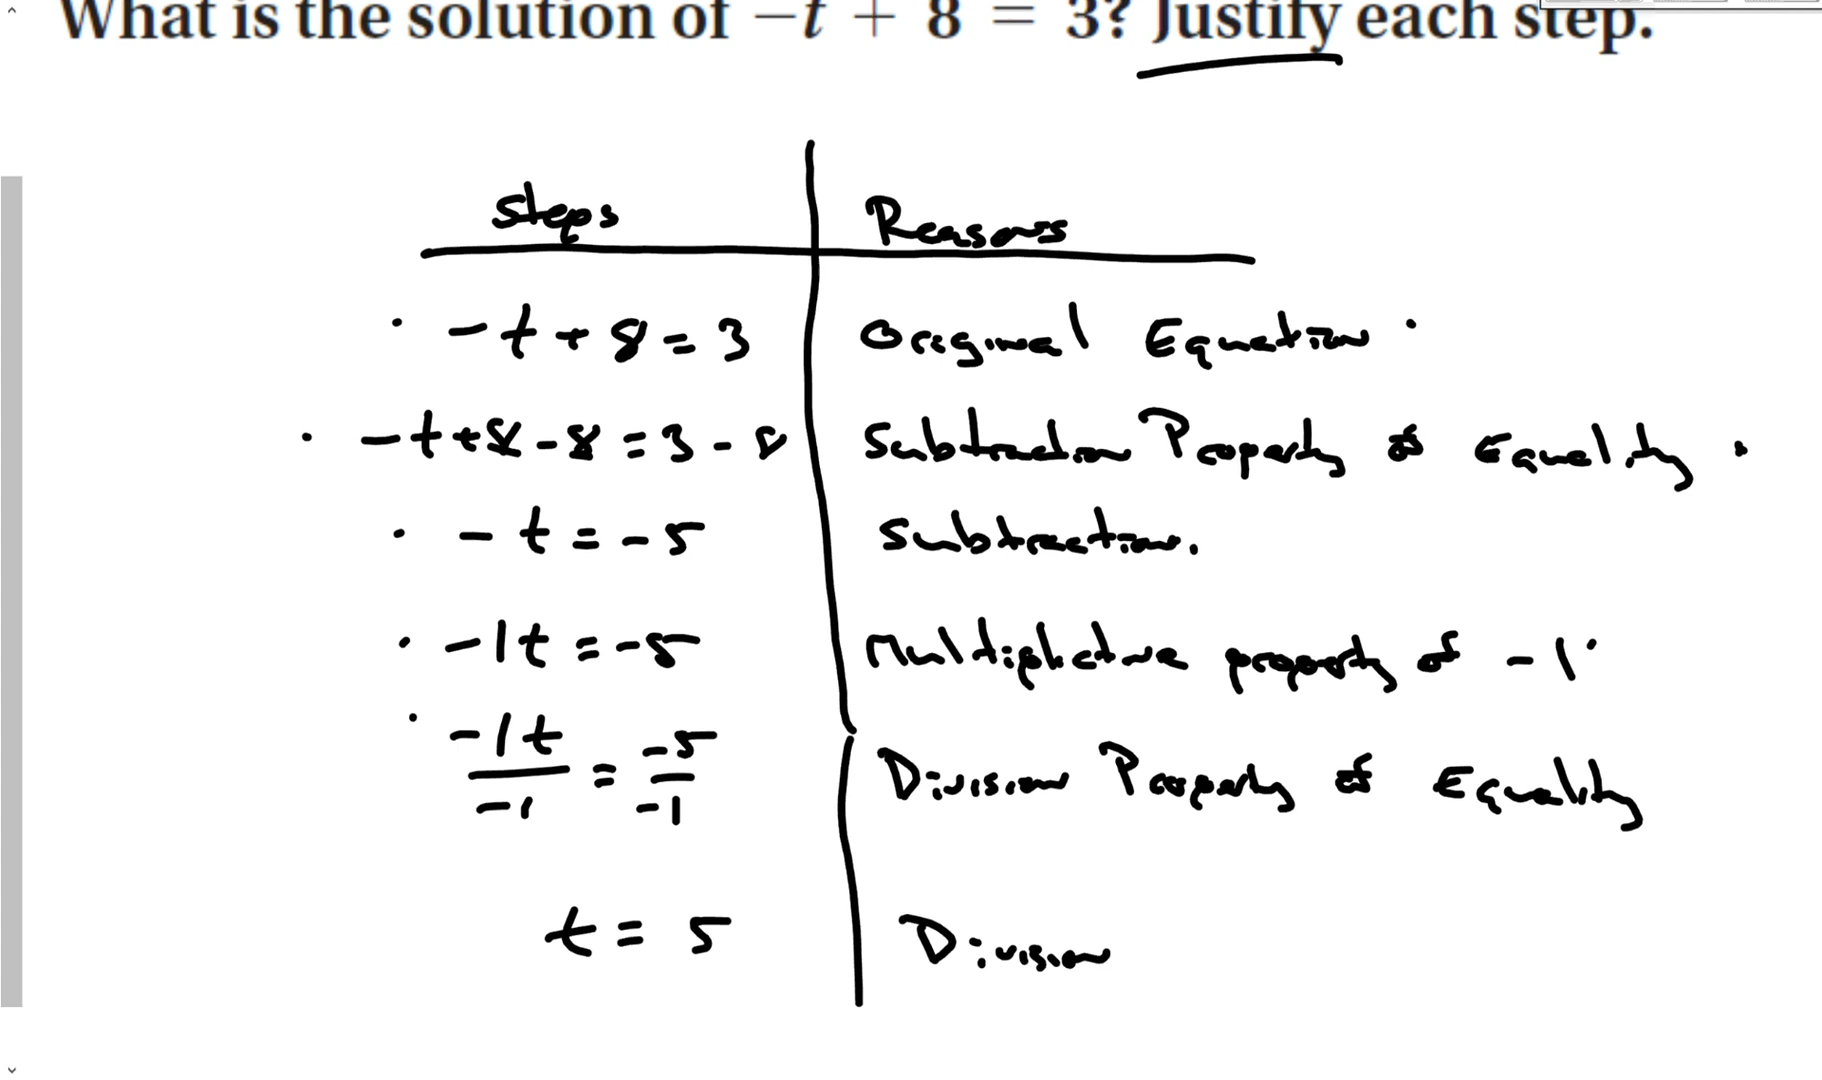 What is the solution of −t + 8 = 3? Justify each step.
Steps Reasons
-t + 8 = 3 Original Equation
-t + 8 - 8 = 3 - 8 Subtraction Property of Equality
-t = -5 Subtraction.
-1t = -5 Multiplictive property of -1
-1t/-1 = -5/-1 Division Property of Equality
t = 5 Division